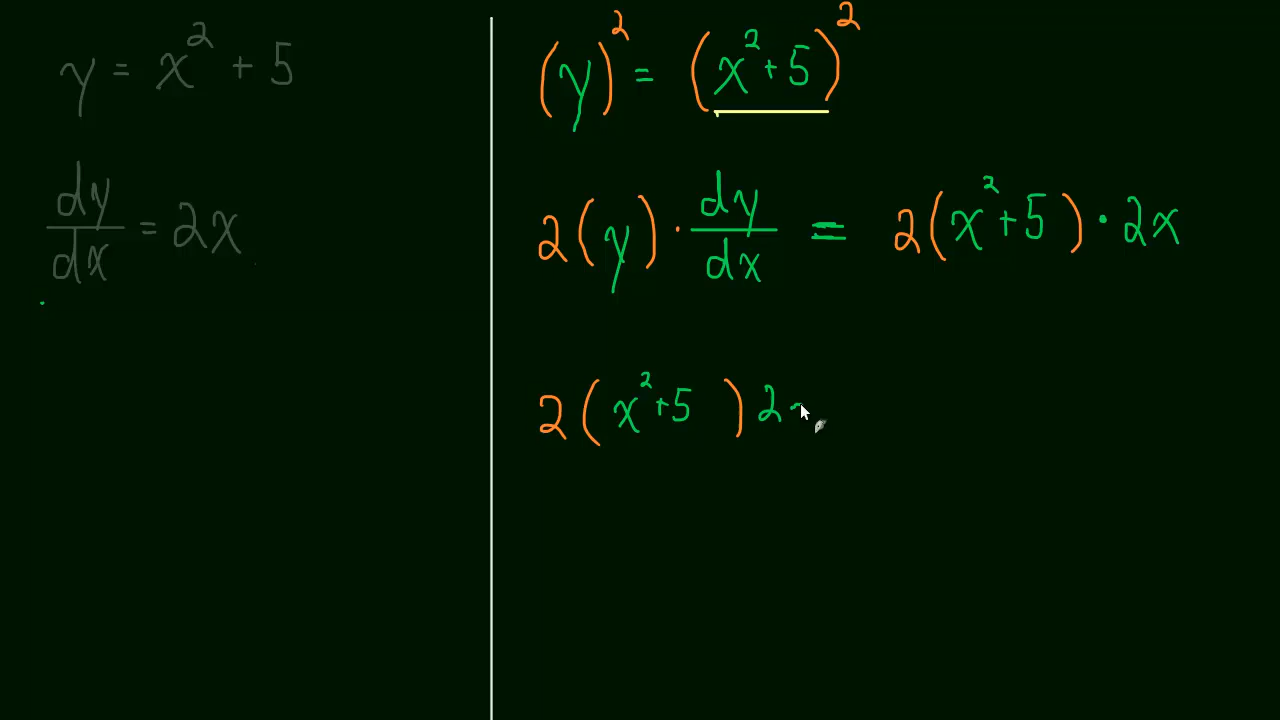 y = x² + 5
dy/dx = 2x
(y)² = (x² + 5)²
2(y) · dy/dx = 2(x² + 5) · 2x
2(x² + 5) 2